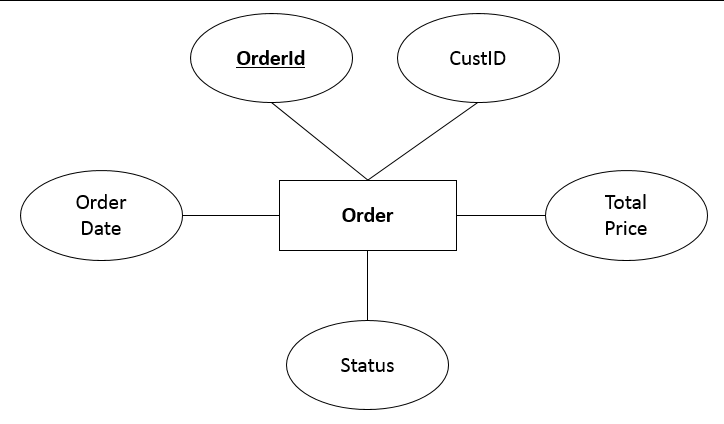 OrderId
CustID
Order
Date
Order
Total
Price
Status